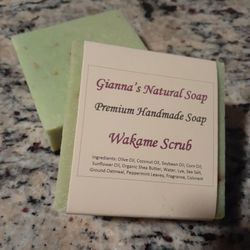 Gianna's Natural Soap
Premium Handmade Soap
Wakame Scrub
Ingredients: Olive Oil, Coconut Oil, Soybean Oil, Corn Oil,
Sunflower Oil, Organic Shea Butter, Water, Lye, Sea Salt,
Ground Oatmeal, Peppermint Leaves, Fragrance, Colorant